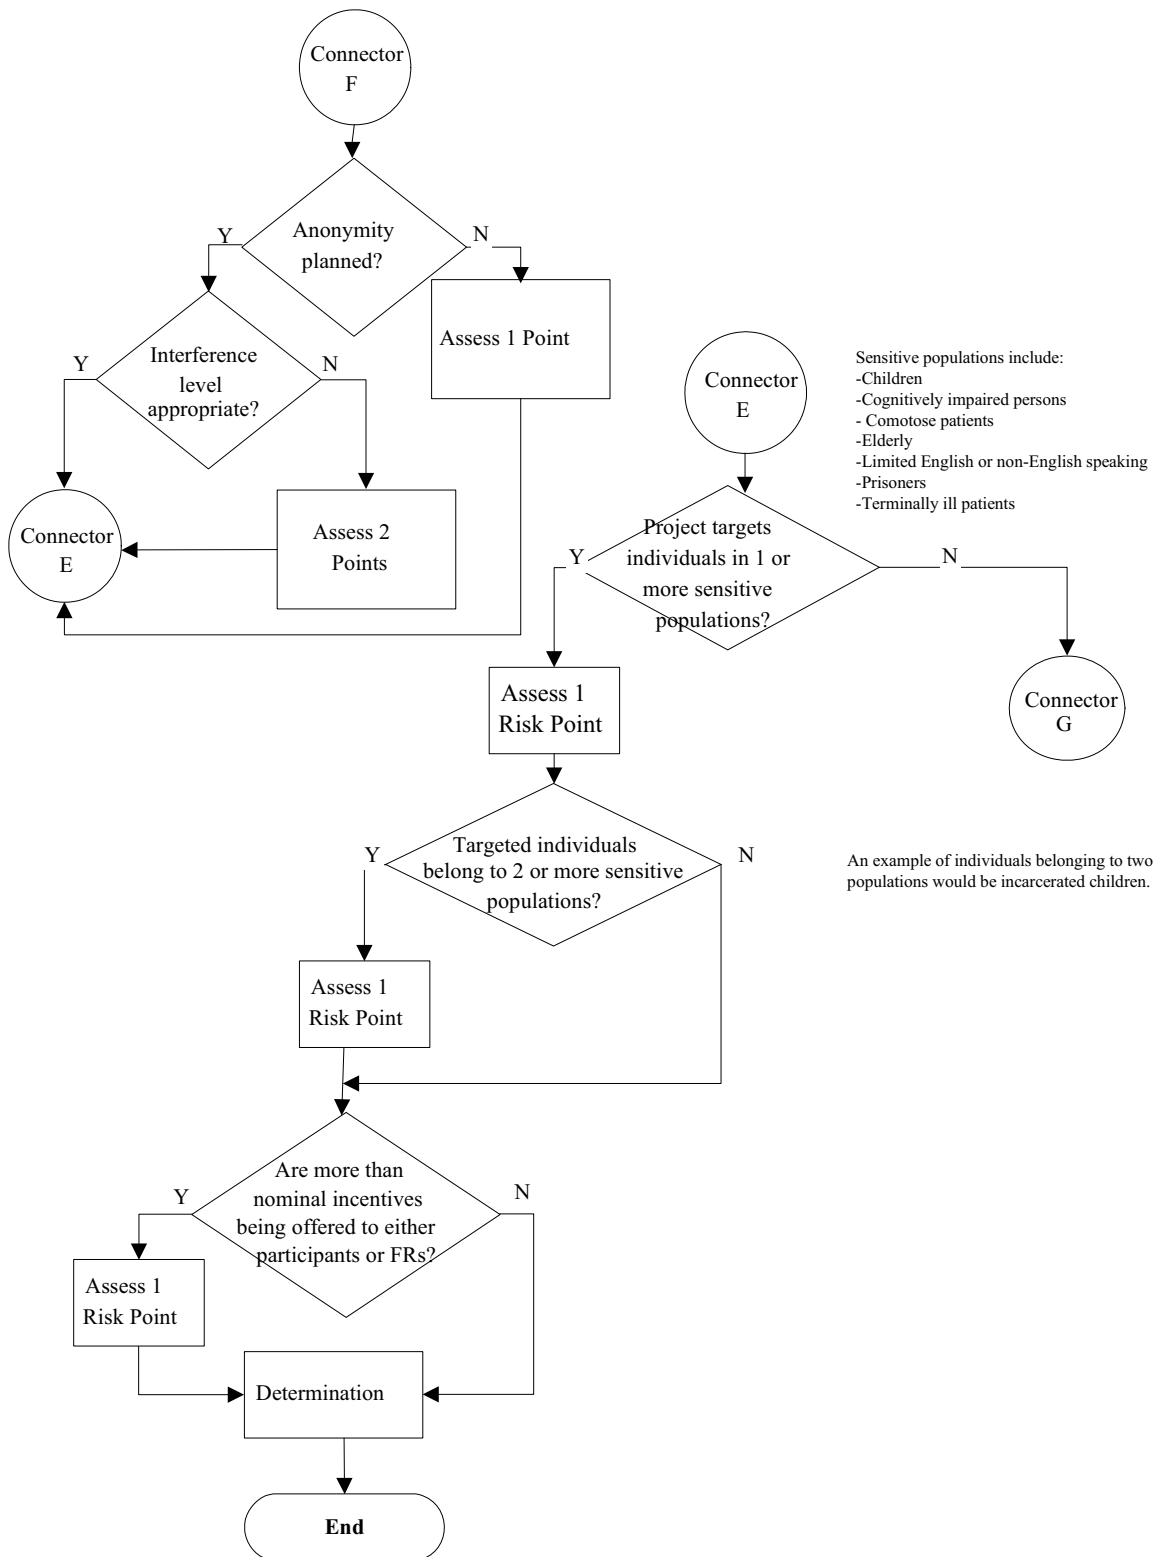 Connector
F
Anonymity
planned?
Y
N
Assess 1 Point
Interference
level
appropriate?
Y
N
Connector
E
Assess 2
Points
Connector
E
Sensitive populations include:
-Children
-Cognitively impaired persons
- Comotose patients
-Elderly
-Limited English or non-English speaking
-Prisoners
-Terminally ill patients
Project targets
individuals in 1 or
more sensitive
populations?
Y
N
Connector
G
Assess 1
Risk Point
Targeted individuals
belong to 2 or more sensitive
populations?
Y
N
An example of individuals belonging to two
populations would be incarcerated children.
Assess 1
Risk Point
Are more than
nominal incentives
being offered to either
participants or FRs?
Y
N
Assess 1
Risk Point
Determination
End